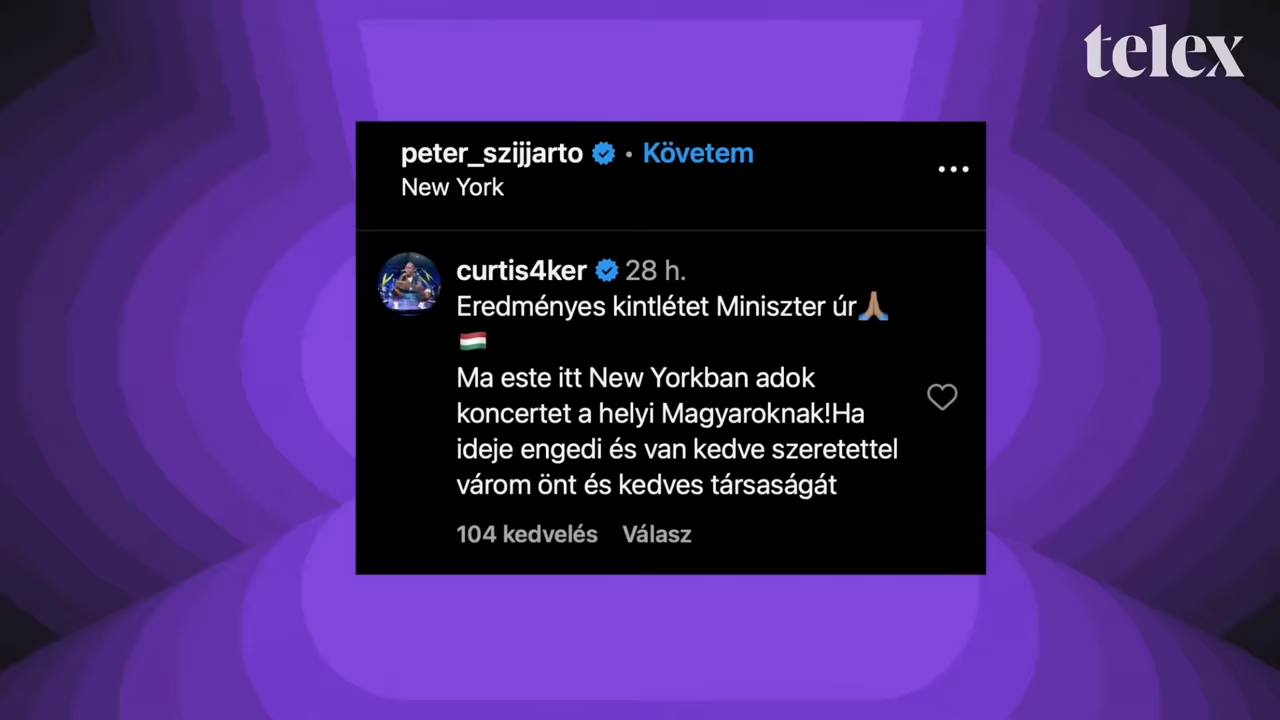 telex
peter_szijjarto • Követem
New York
curtis4ker 28 h.
Eredményes kintlétet Miniszter úr🙏🏽
🇭🇺
Ma este itt New Yorkban adok
koncertet a helyi Magyaroknak!Ha
ideje engedi és van kedve szeretettel
várom önt és kedves társaságát
104 kedvelés Válasz